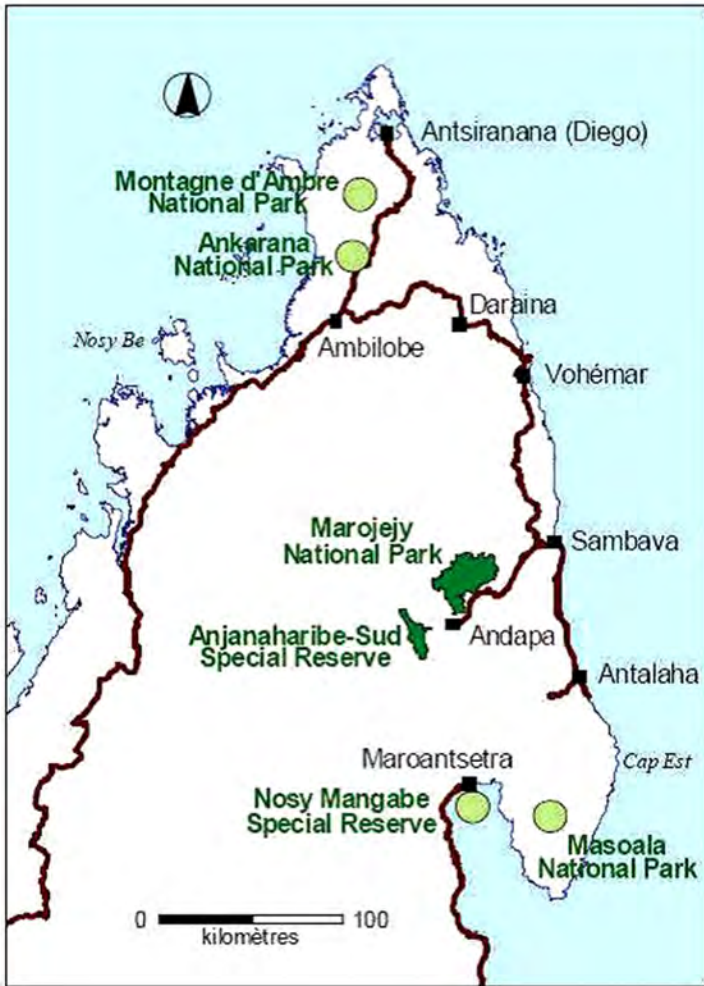 Antsiranana (Diego)
Montagne d'Ambre
National Park
Ankarana
National Park
Daraina
Nosy Be
Ambilobe
Vohémar
Marojejy
National Park
Sambava
Anjanaharibe-Sud
Special Reserve
Andapa
Antalaha
Maroantsetra
Cap Est
Nosy Mangabe
Special Reserve
Masoala
National Park
0 100
kilomètres